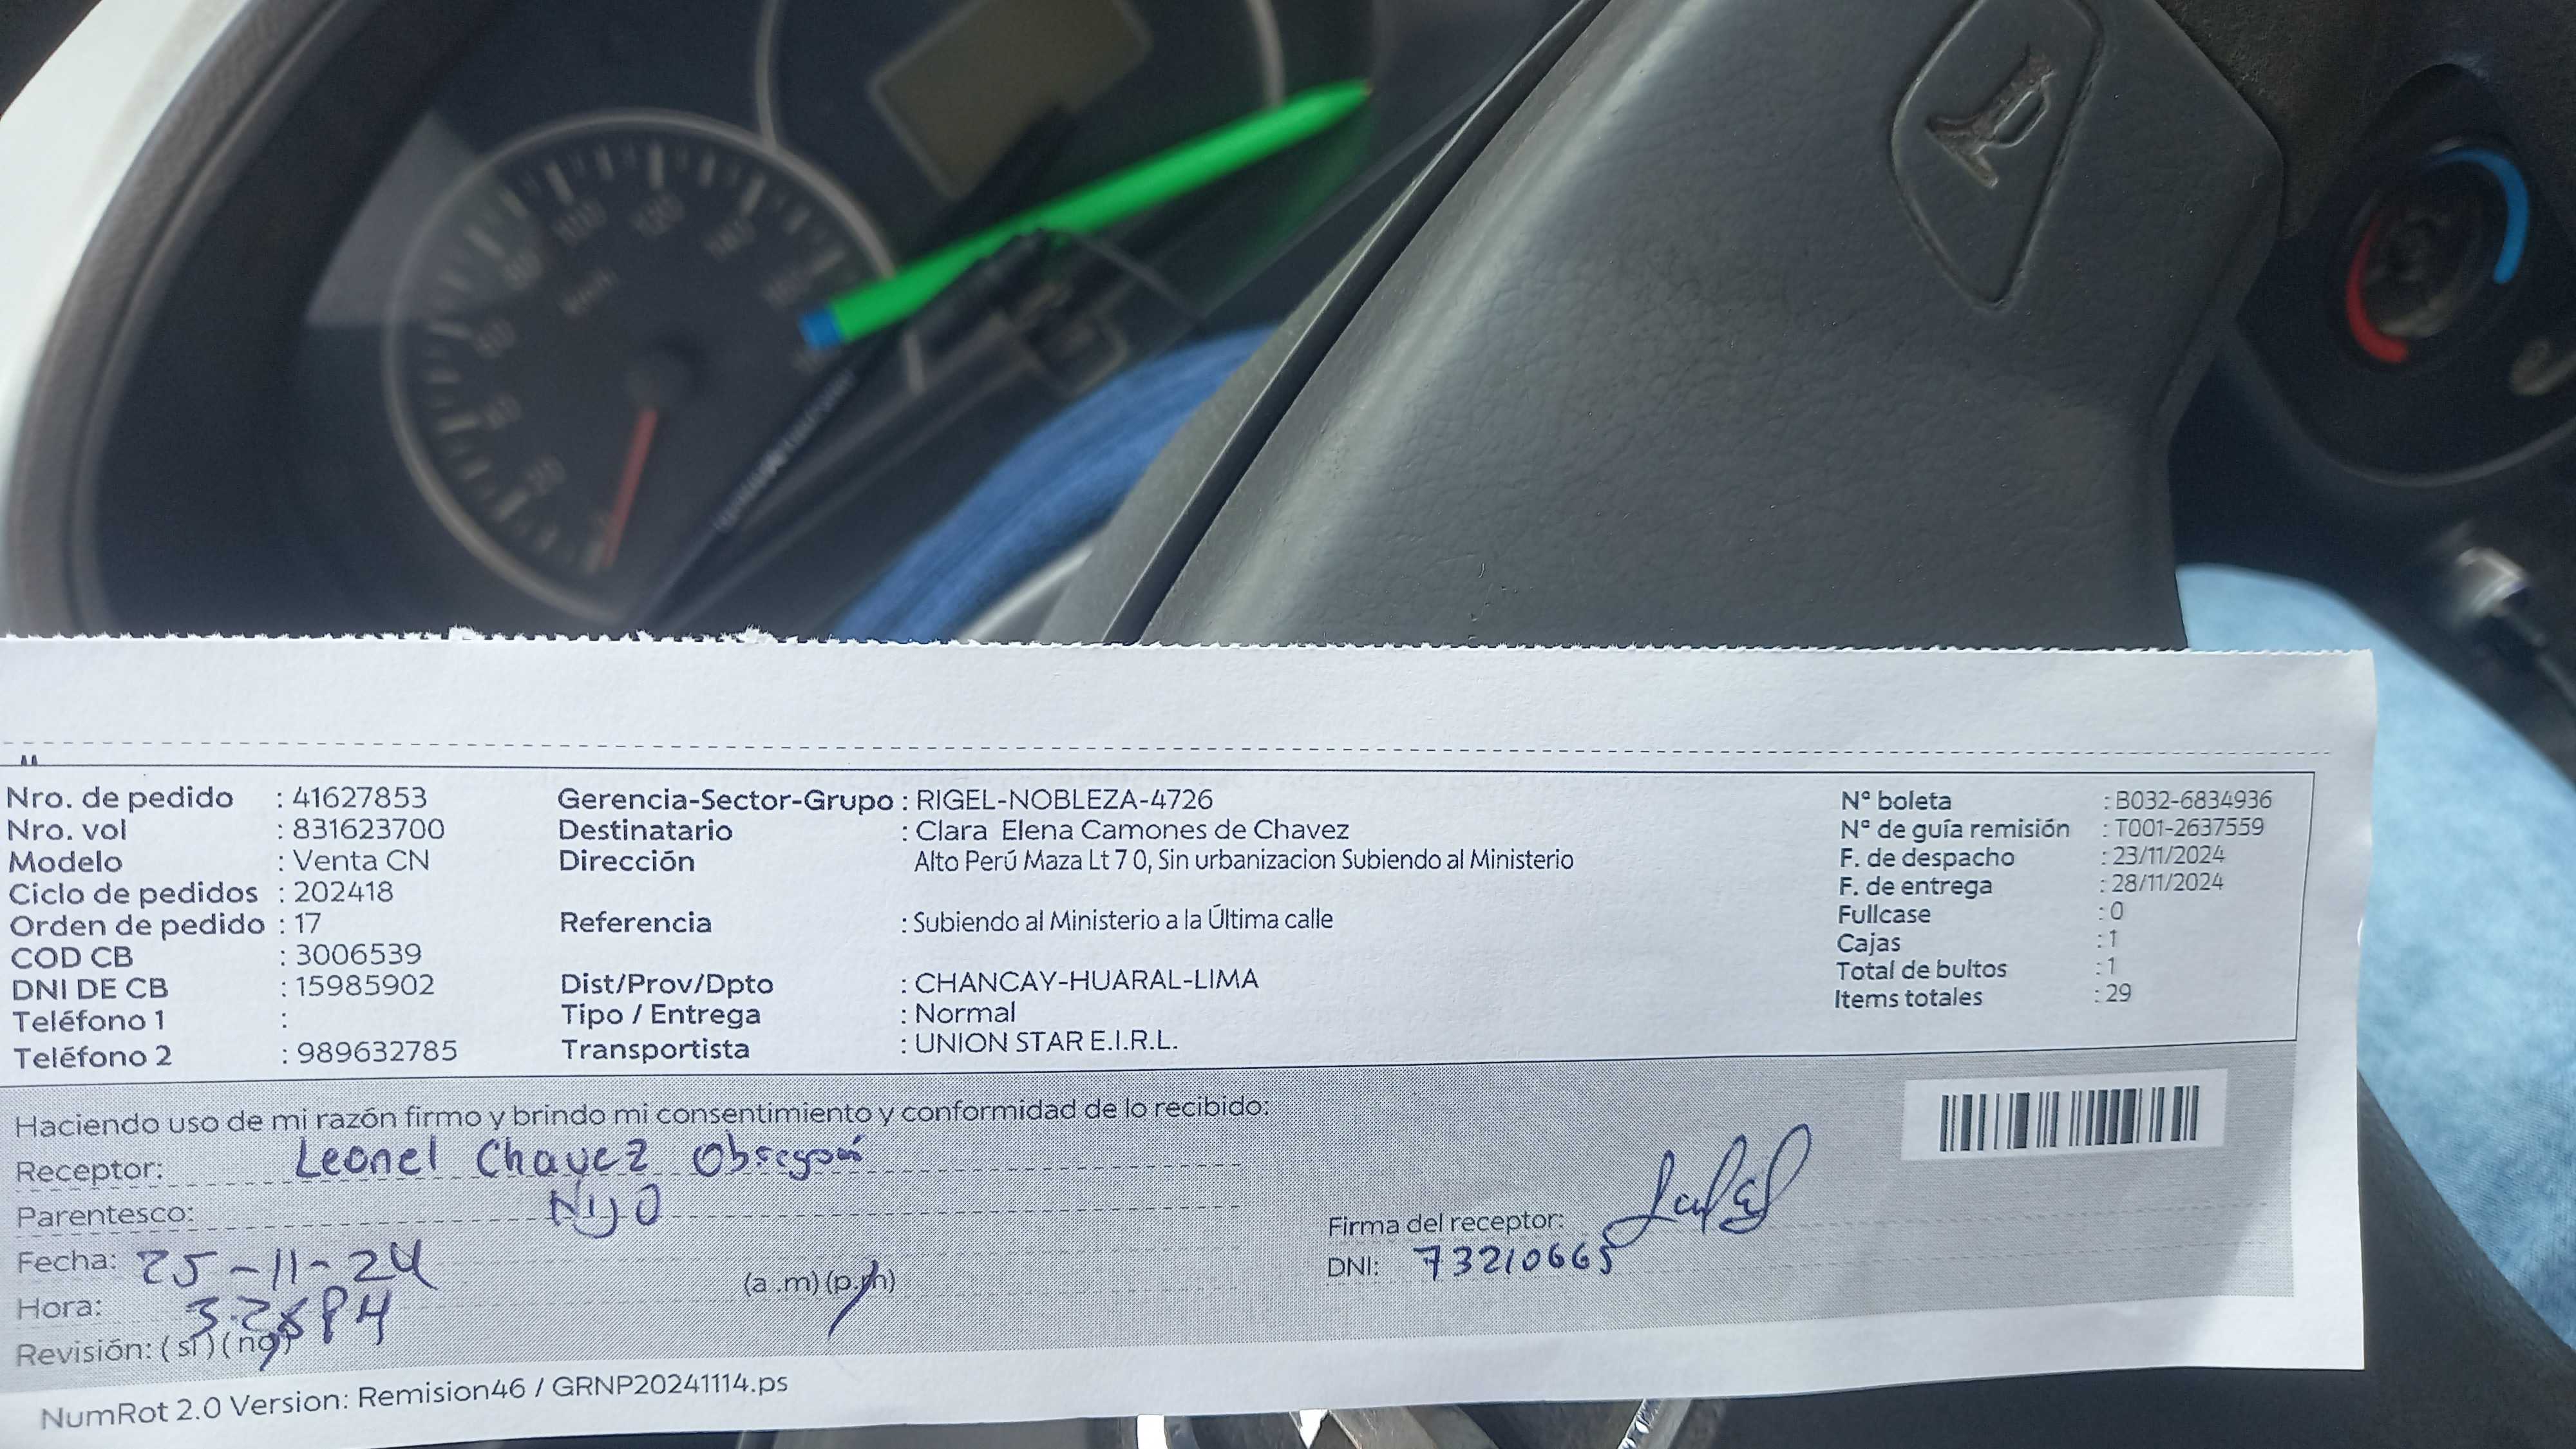 Nro. de pedido : 41627853
Nro. vol : 831623700
Modelo : Venta CN
Ciclo de pedidos : 202418
Orden de pedido : 17
COD CB : 3006539
DNI DE CB : 15985902
Teléfono 1 :
Teléfono 2 : 989632785
Gerencia-Sector-Grupo : RIGEL-NOBLEZA-4726
Destinatario : Clara Elena Camones de Chavez
Dirección Alto Perú Maza Lt 7 0, Sin urbanizacion Subiendo al Ministerio
Referencia : Subiendo al Ministerio a la Última calle
Dist/Prov/Dpto : CHANCAY-HUARAL-LIMA
Tipo / Entrega : Normal
Transportista : UNION STAR E.I.R.L.
Nº boleta : B032-6834936
Nº de guía remisión : T001-2637559
F. de despacho : 23/11/2024
F. de entrega : 28/11/2024
Fullcase : 0
Cajas : 1
Total de bultos : 1
Items totales : 29
Haciendo uso de mi razón firmo y brindo mi consentimiento y conformidad de lo recibido:
Receptor: Leonel Chavez Obregon
Parentesco:
Fecha: 25-11-24
Hora: (a .m) (p.m)
Revisión: ( si ) ( no )
Firma del receptor:
DNI: 73210665
NumRot 2.0 Version: Remision46 / GRNP20241114.ps